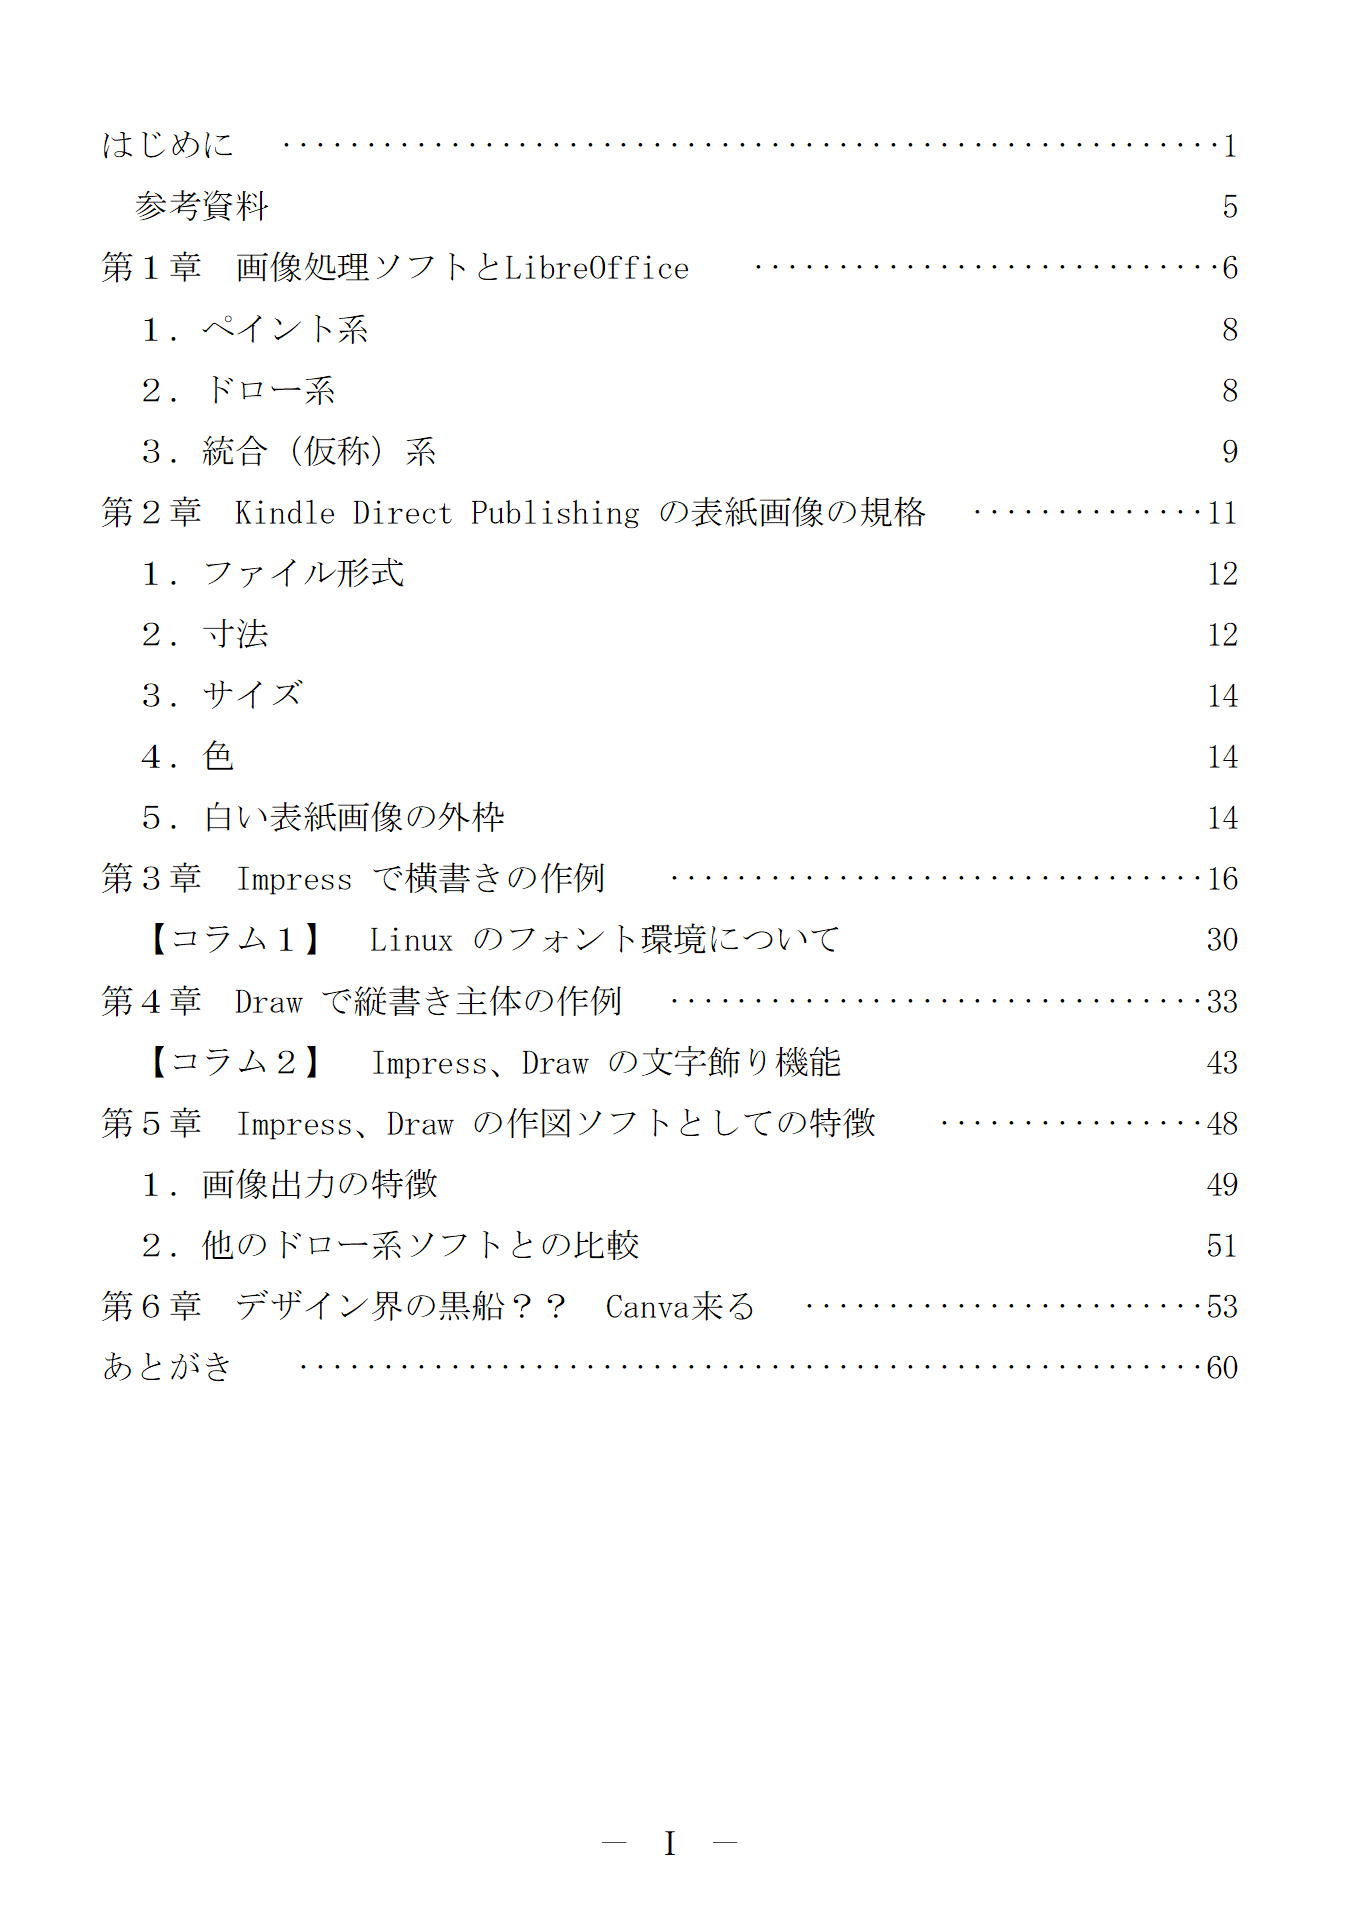 はじめに　‥‥‥‥‥‥‥‥‥‥‥‥‥‥‥‥‥‥‥‥‥‥‥‥‥‥‥‥1
　参考資料　5
第１章　画像処理ソフトとLibreOffice　‥‥‥‥‥‥‥‥‥‥‥‥‥‥6
　１．ペイント系　8
　２．ドロー系　8
　３．統合（仮称）系　9
第２章　Kindle Direct Publishing の表紙画像の規格　‥‥‥‥‥‥‥11
　１．ファイル形式　12
　２．寸法　12
　３．サイズ　14
　４．色　14
　５．白い表紙画像の外枠　14
第３章　Impress で横書きの作例　‥‥‥‥‥‥‥‥‥‥‥‥‥‥‥‥16
　【コラム１】　Linux のフォント環境について　30
第４章　Draw で縦書き主体の作例　‥‥‥‥‥‥‥‥‥‥‥‥‥‥‥‥33
　【コラム２】　Impress、Draw の文字飾り機能　43
第５章　Impress、Draw の作図ソフトとしての特徴　‥‥‥‥‥‥‥‥48
　１．画像出力の特徴　49
　２．他のドロー系ソフトとの比較　51
第６章　デザイン界の黒船？？　Canva来る　‥‥‥‥‥‥‥‥‥‥‥‥53
あとがき　‥‥‥‥‥‥‥‥‥‥‥‥‥‥‥‥‥‥‥‥‥‥‥‥‥‥‥60
―　I　―